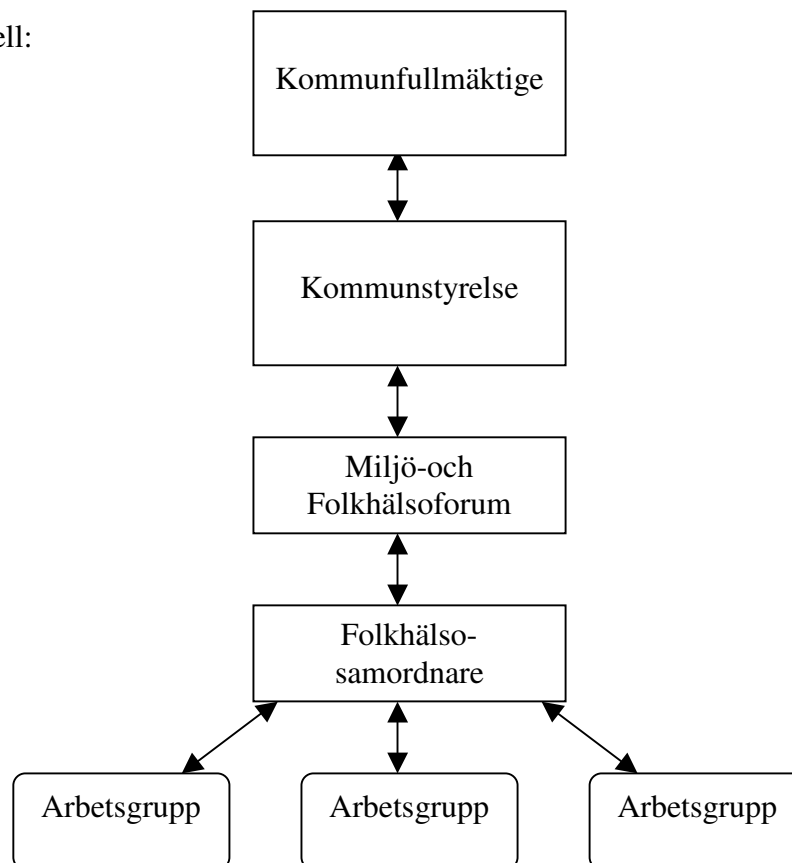 ell:
Kommunfullmäktige
Kommunstyrelse
Miljö-och
Folkhälsoforum
Folkhälso-
samordnare
Arbetsgrupp
Arbetsgrupp
Arbetsgrupp